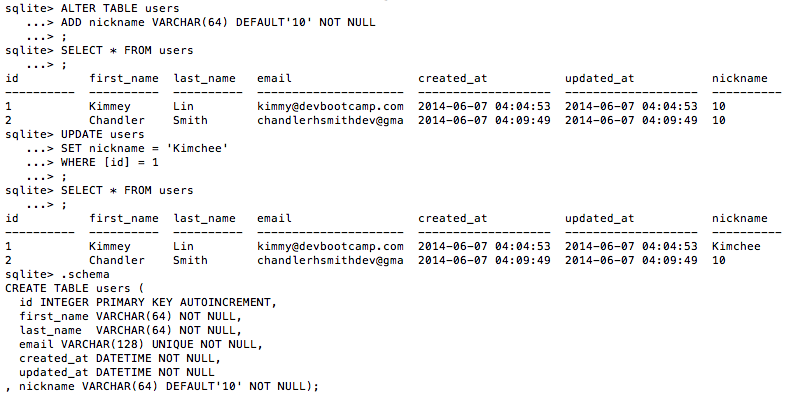 sqlite> ALTER TABLE users
   ...> ADD nickname VARCHAR(64) DEFAULT'10' NOT NULL
   ...> ;
sqlite> SELECT * FROM users
   ...> ;
id          first_name  last_name   email                 created_at           updated_at           nickname
----------  ----------  ----------  --------------------  -------------------  -------------------  ----------
1           Kimmey      Lin         kimmy@devbootcamp.com  2014-06-07 04:04:53  2014-06-07 04:04:53  10
2           Chandler    Smith       chandlerhsmithdev@gma  2014-06-07 04:09:49  2014-06-07 04:09:49  10
sqlite> UPDATE users
   ...> SET nickname = 'Kimchee'
   ...> WHERE [id] = 1
   ...> ;
sqlite> SELECT * FROM users
   ...> ;
id          first_name  last_name   email                 created_at           updated_at           nickname
----------  ----------  ----------  --------------------  -------------------  -------------------  ----------
1           Kimmey      Lin         kimmy@devbootcamp.com  2014-06-07 04:04:53  2014-06-07 04:04:53  Kimchee
2           Chandler    Smith       chandlerhsmithdev@gma  2014-06-07 04:09:49  2014-06-07 04:09:49  10
sqlite> .schema
CREATE TABLE users (
  id INTEGER PRIMARY KEY AUTOINCREMENT,
  first_name VARCHAR(64) NOT NULL,
  last_name  VARCHAR(64) NOT NULL,
  email VARCHAR(128) UNIQUE NOT NULL,
  created_at DATETIME NOT NULL,
  updated_at DATETIME NOT NULL
, nickname VARCHAR(64) DEFAULT'10' NOT NULL);